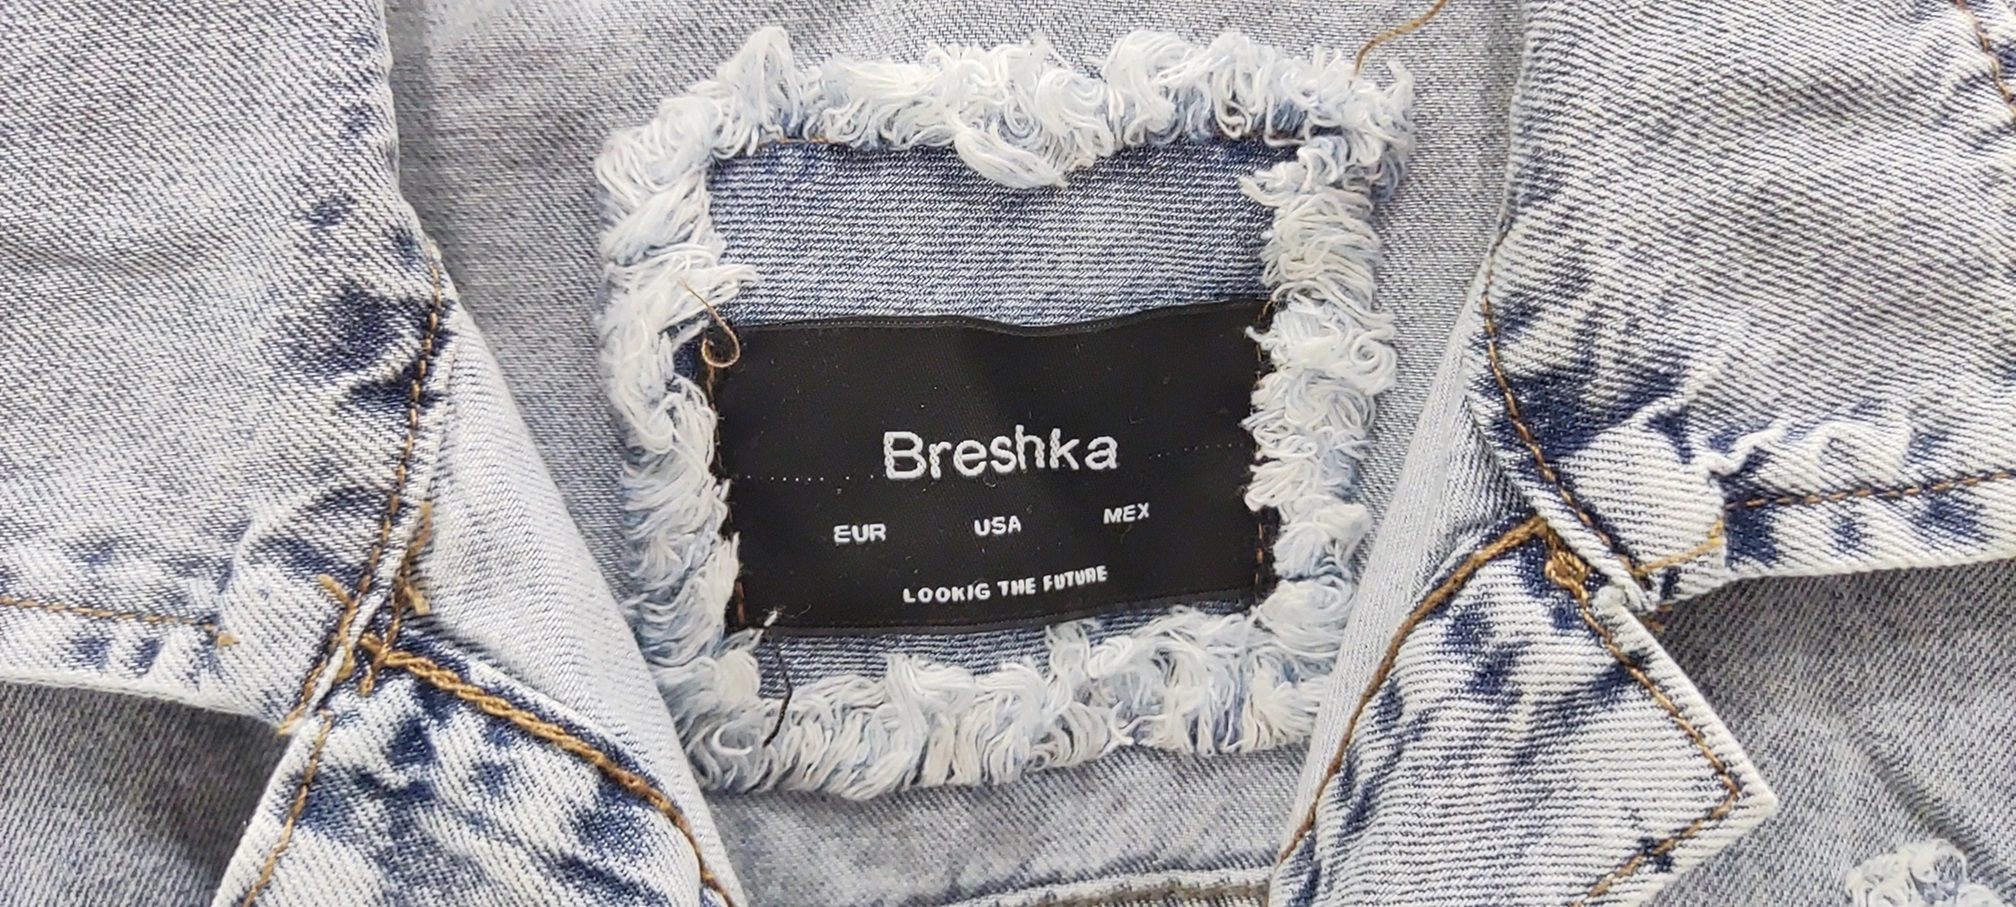 Breshka
EUR USA MEX
LOOKIG THE FUTURE